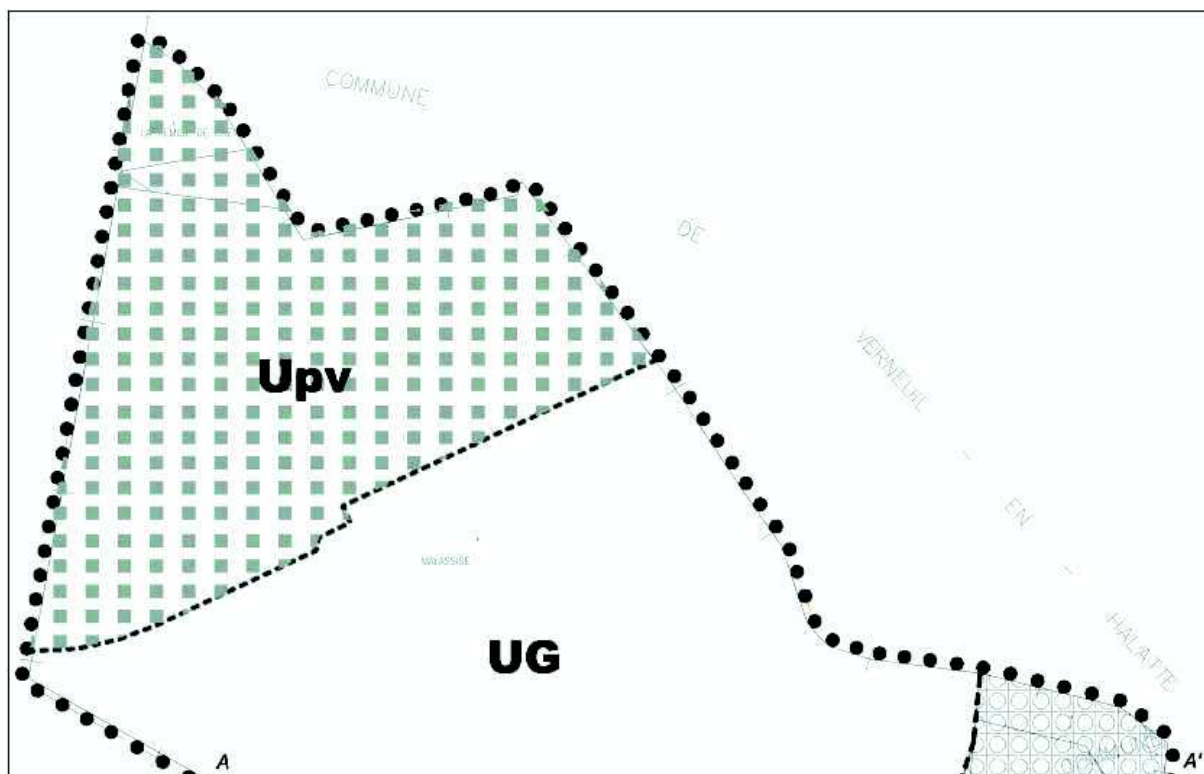 COMMUNE
DE
VERNEUIL
-
EN
-
HALATTE
Upv
MALASSISE
UG
A
A'